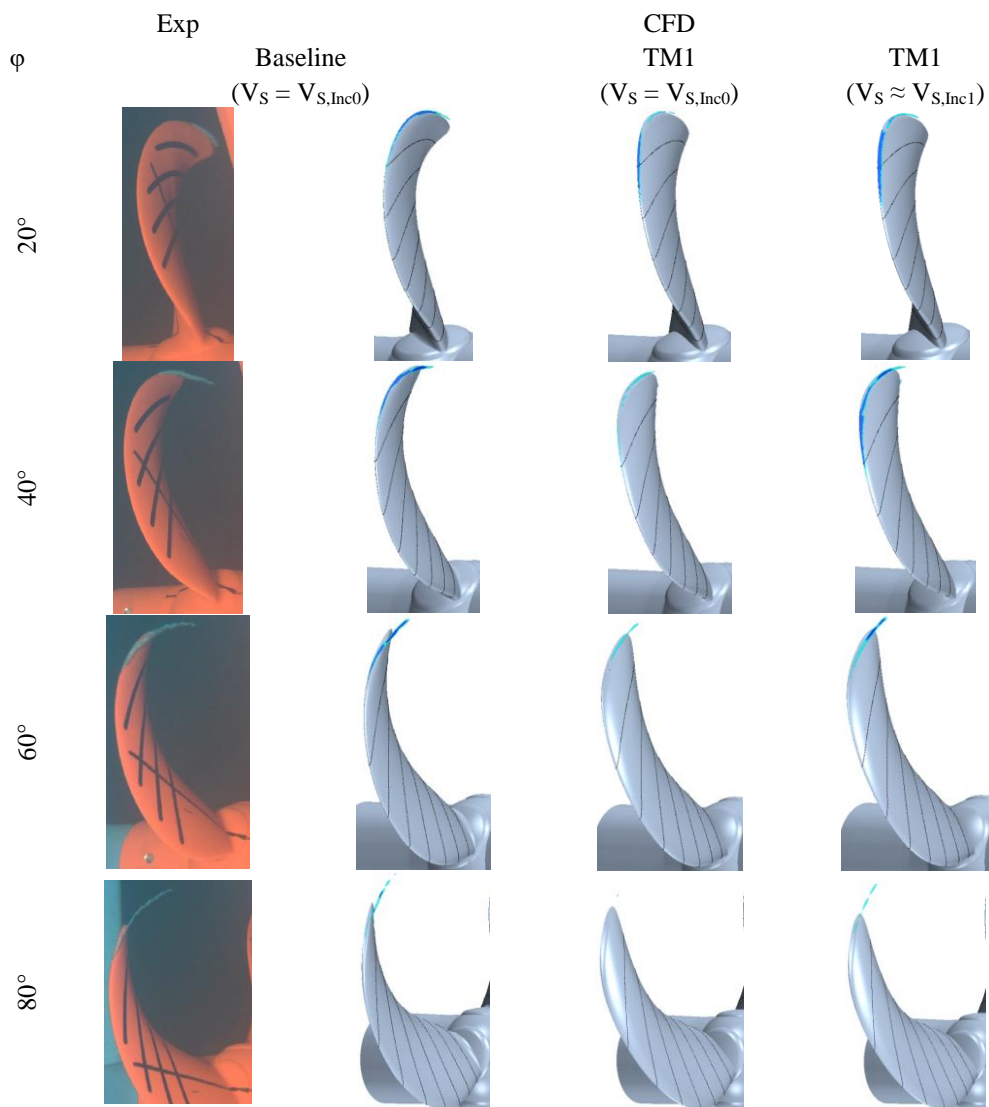 Exp CFD
φ Baseline TM1 TM1
(V_S = V_S,Inc0) (V_S = V_S,Inc0) (V_S ≈ V_S,Inc1)
20°
40°
60°
80°